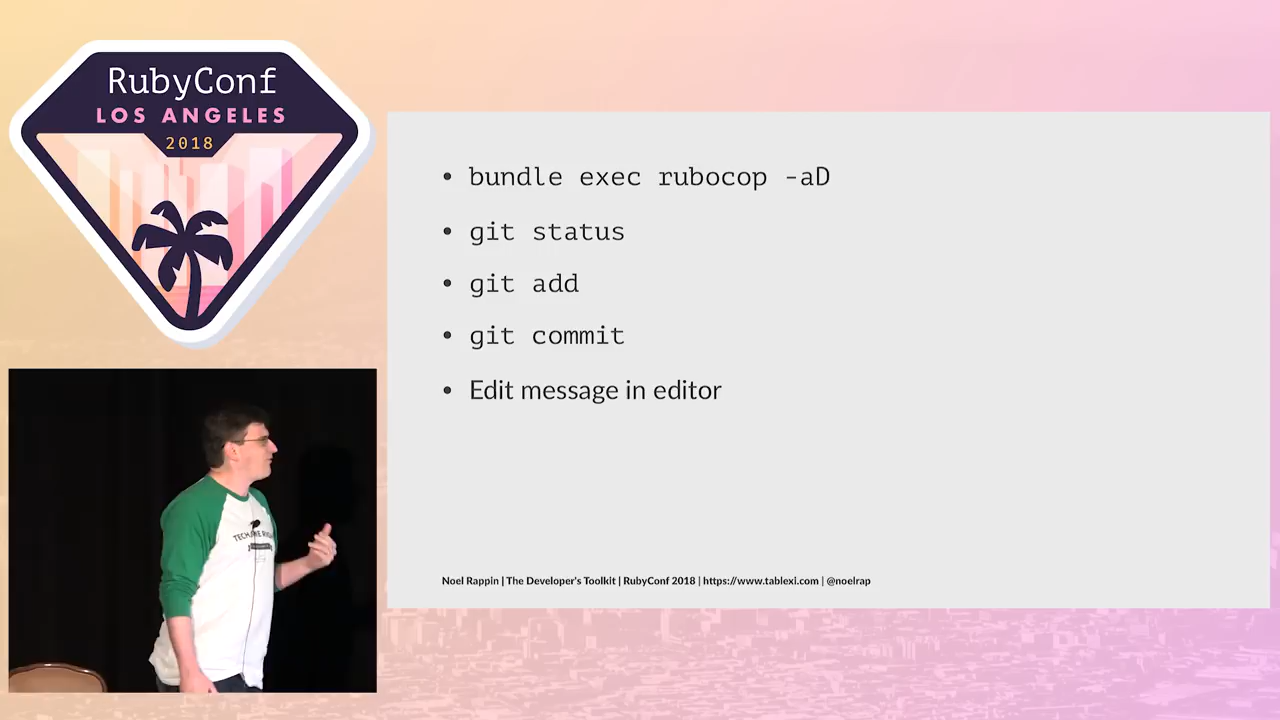 RubyConf
LOS ANGELES
2018
• bundle exec rubocop -aD
• git status
• git add
• git commit
• Edit message in editor
Noel Rappin | The Developer's Toolkit | RubyConf 2018 | https://www.tablexi.com | @noelrap
TECH